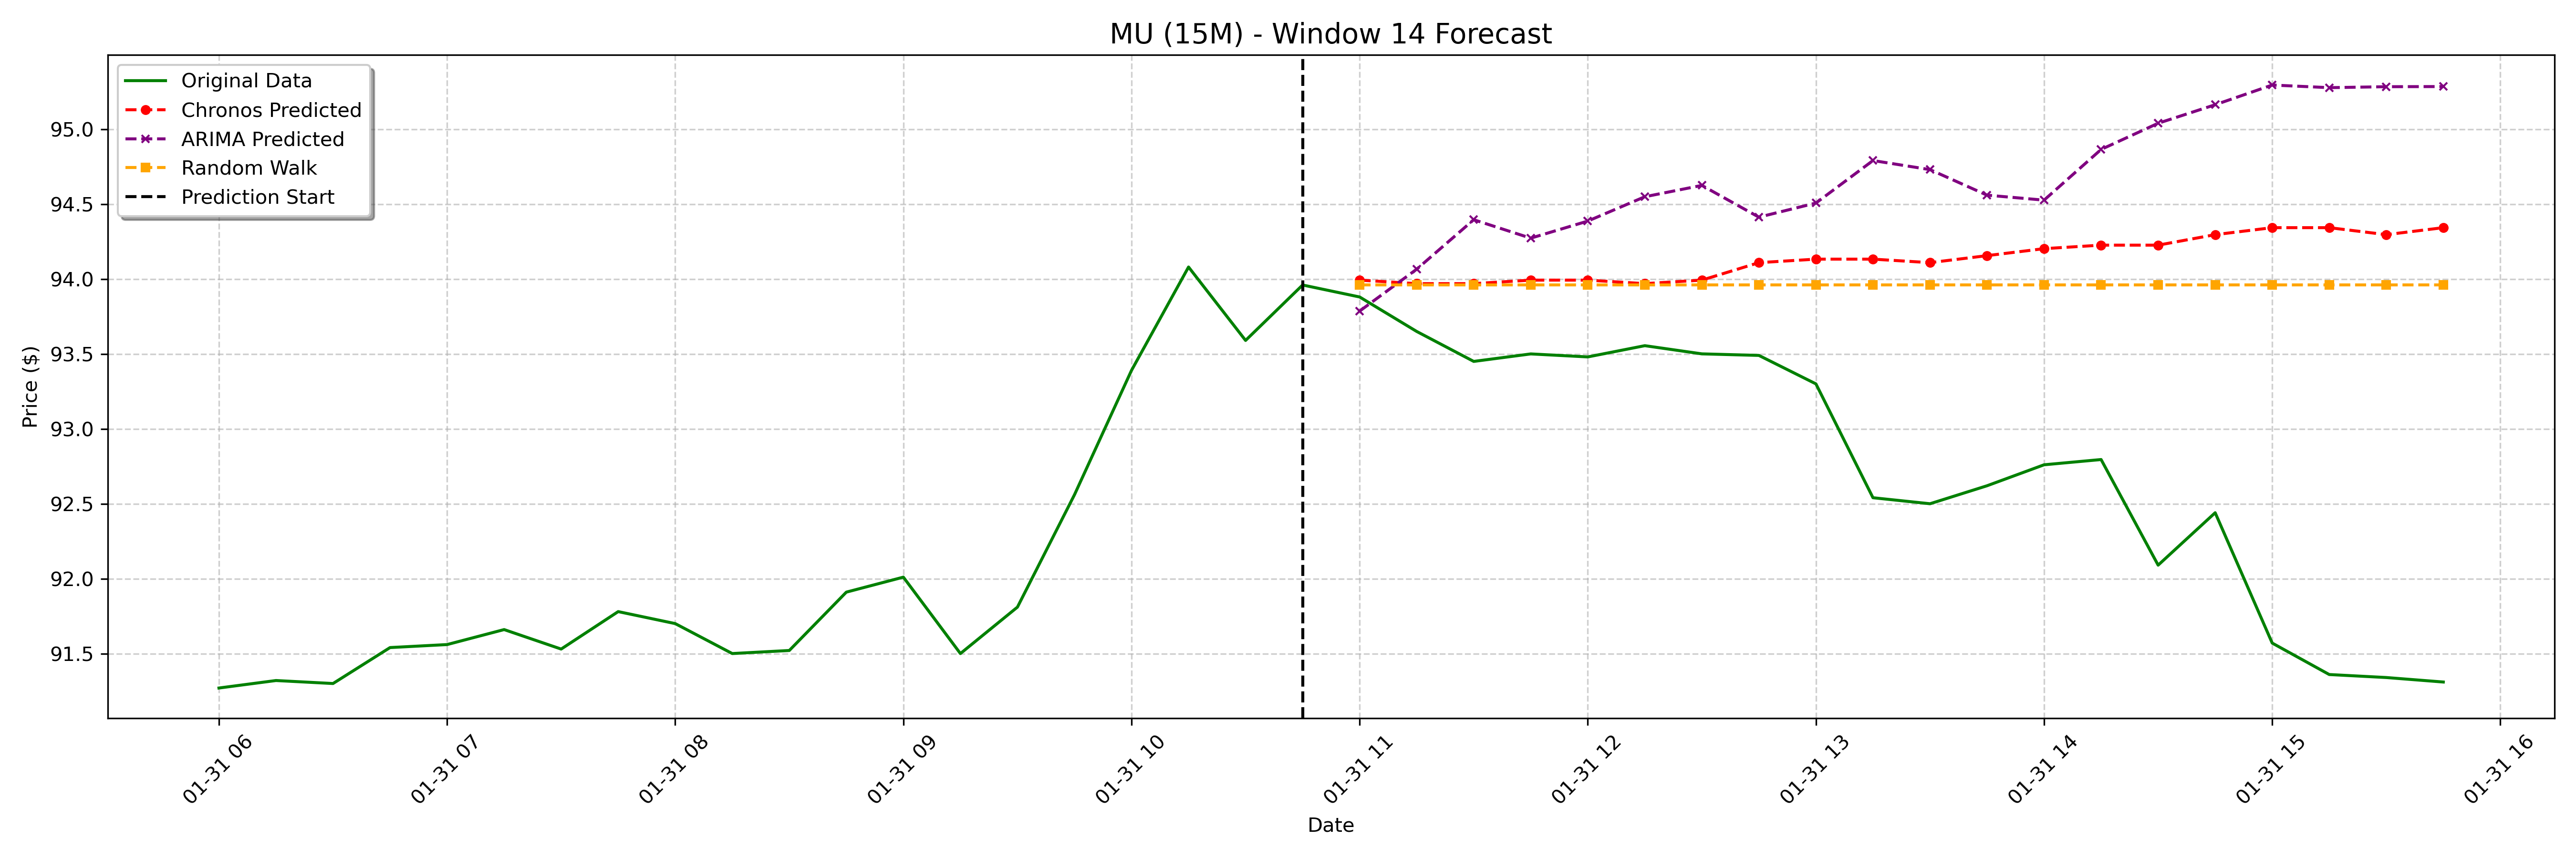 MU (15M) - Window 14 Forecast
Original Data
Chronos Predicted
ARIMA Predicted
Random Walk
Prediction Start
Price ($)
95.0
94.5
94.0
93.5
93.0
92.5
92.0
91.5
01-31 06
01-31 07
01-31 08
01-31 09
01-31 10
01-31 11
01-31 12
01-31 13
01-31 14
01-31 15
01-31 16
Date